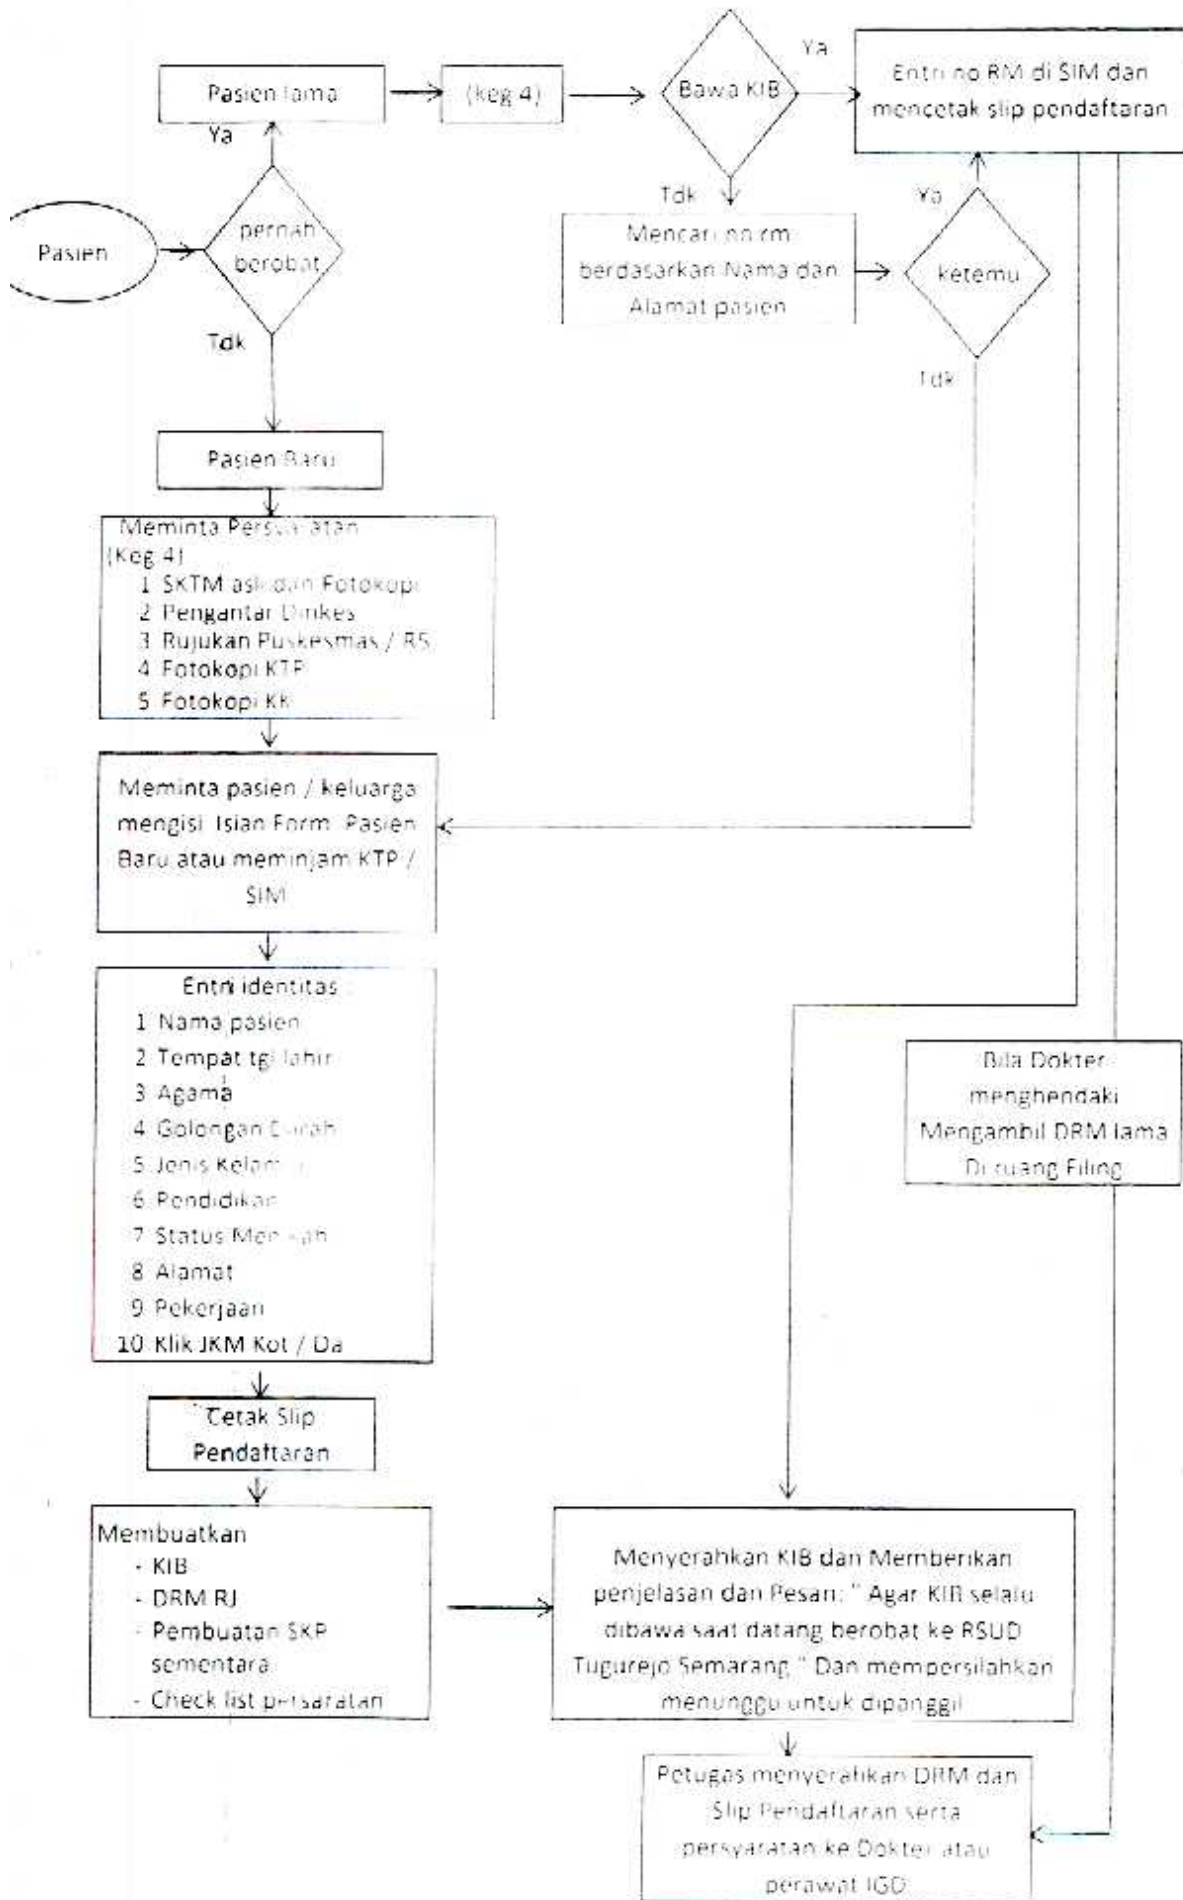 Pasien lama
(keg 4)
Bawa KIB
Ya
Entri no RM di SIM dan
mencetak slip pendaftaran
Ya
Pasien
pernah
berobat
Tdk
Mencari no rm
berdasarkan Nama dan
Alamat pasien
Ya
ketemu
Tdk
Tdk
Pasien Baru
Meminta Persyaratan
(Keg 4)
1 SKTM asli dan Fotokopi
2 Pengantar Dinkes
3 Rujukan Puskesmas / RS
4 Fotokopi KTP
5 Fotokopi KK
Meminta pasien / keluarga
mengisi Isian Form Pasien
Baru atau meminjam KTP /
SIM
Entri identitas
1 Nama pasien
2 Tempat tgl lahir
3 Agama
4 Golongan Darah
5 Jenis Kelamin
6 Pendidikan
7 Status Menikah
8 Alamat
9 Pekerjaan
10 Klik JKM Kot / Da
Bila Dokter
menghendaki
Mengambil DRM lama
Di ruang Filing
Cetak Slip
Pendaftaran
Membuatkan
- KIB
- DRM RJ
- Pembuatan SKP
sementara
- Check list persaratan
Menyerahkan KIB dan Memberikan
penjelasan dan Pesan: " Agar KIB selalu
dibawa saat datang berobat ke RSUD
Tugurejo Semarang " Dan mempersilahkan
menunggu untuk dipanggil
Petugas menyerahkan DRM dan
Slip Pendaftaran serta
persyaratan ke Dokter atau
perawat IGD